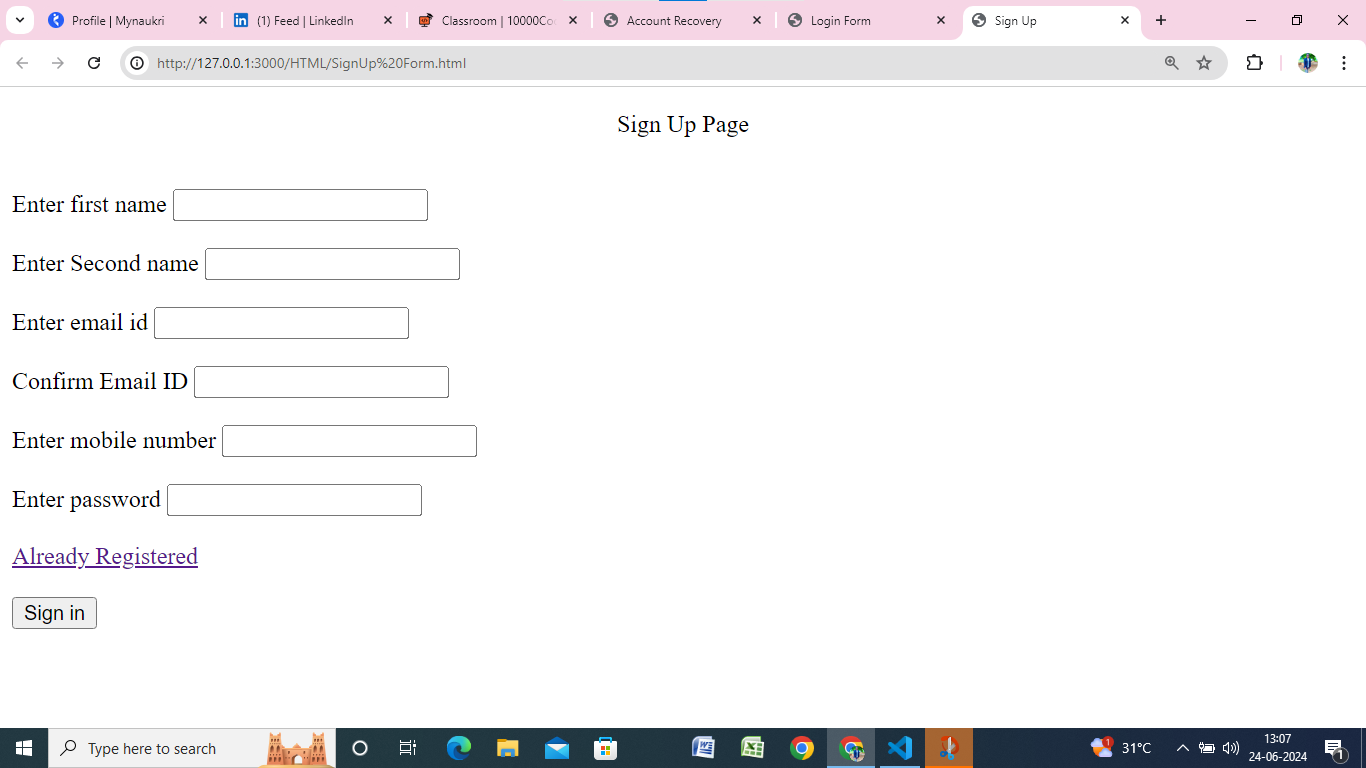 Profile | Mynaukri
(1) Feed | LinkedIn
Classroom | 10000Co
Account Recovery
Login Form
Sign Up
http://127.0.0.1:3000/HTML/SignUp%20Form.html
Sign Up Page
Enter first name
Enter Second name
Enter email id
Confirm Email ID
Enter mobile number
Enter password
Already Registered
Sign in
Type here to search
1
31°C
13:07
24-06-2024
1